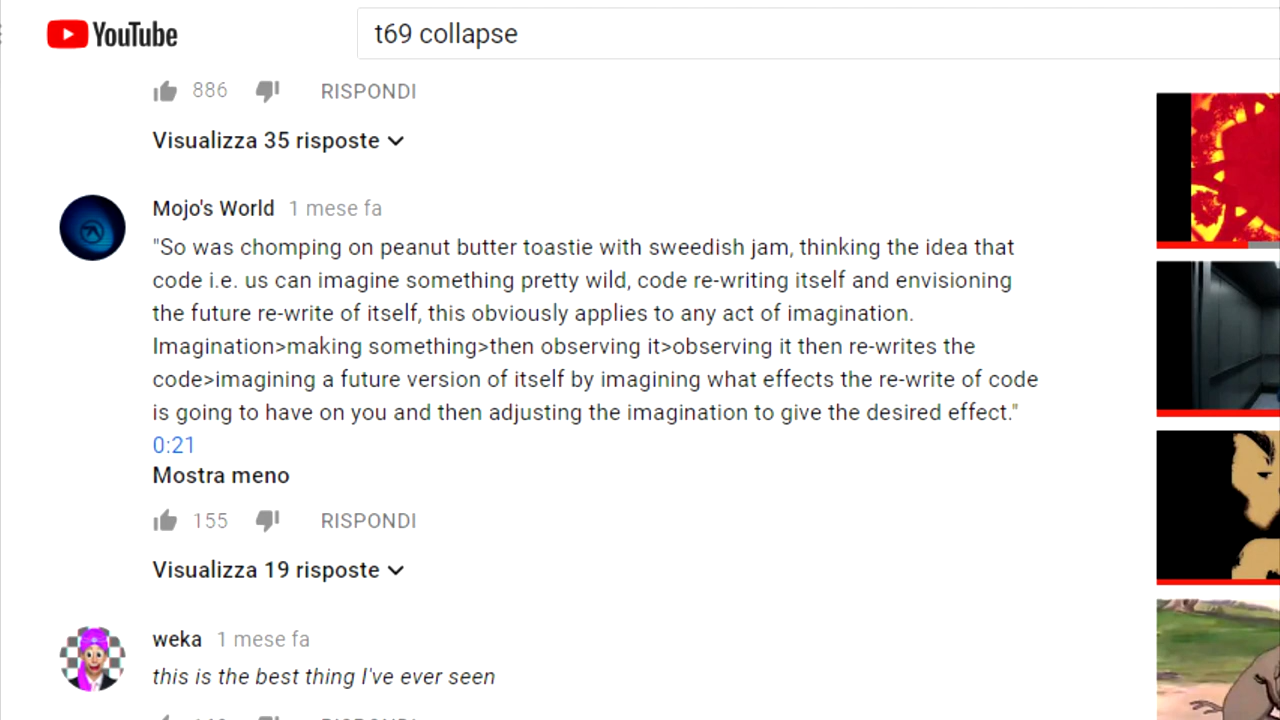 YouTube
t69 collapse
886 RISPONDI
Visualizza 35 risposte
Mojo's World 1 mese fa
"So was chomping on peanut butter toastie with sweedish jam, thinking the idea that
code i.e. us can imagine something pretty wild, code re-writing itself and envisioning
the future re-write of itself, this obviously applies to any act of imagination.
Imagination>making something>then observing it>observing it then re-writes the
code>imagining a future version of itself by imagining what effects the re-write of code
is going to have on you and then adjusting the imagination to give the desired effect."
0:21
Mostra meno
155 RISPONDI
Visualizza 19 risposte
weka 1 mese fa
this is the best thing I've ever seen